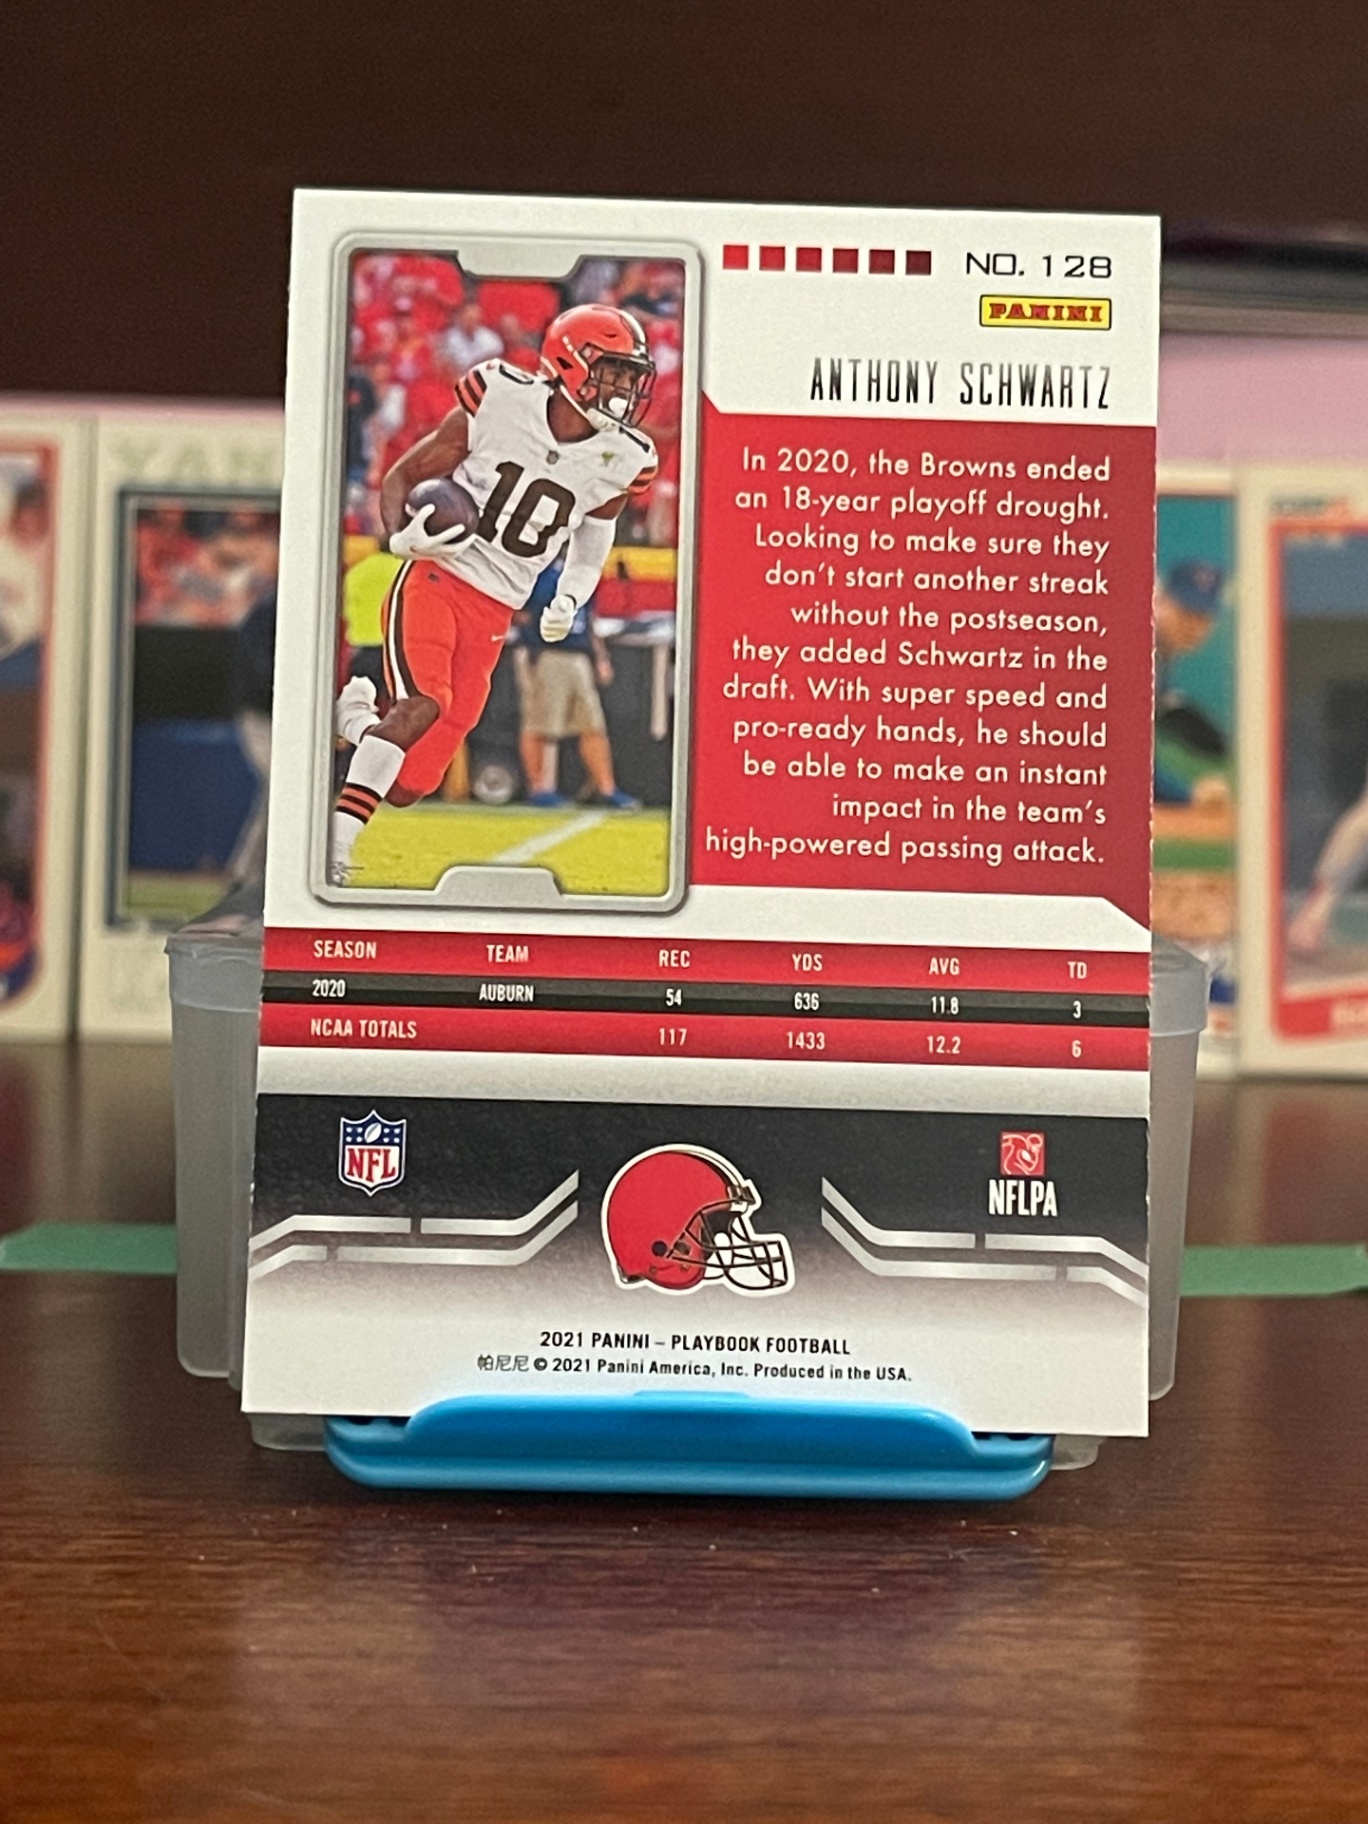 NO. 128
PANINI
ANTHONY SCHWARTZ
10
In 2020, the Browns ended
an 18-year playoff drought.
Looking to make sure they
don't start another streak
without the postseason,
they added Schwartz in the
draft. With super speed and
pro-ready hands, he should
be able to make an instant
impact in the team's
high-powered passing attack.
SEASON TEAM REC YDS AVG TD
2020 AUBURN 54 636 11.8 3
NCAA TOTALS 117 1433 12.2 6
NFL
NFLPA
2021 PANINI – PLAYBOOK FOOTBALL
帕尼尼 © 2021 Panini America, Inc. Produced in the USA.